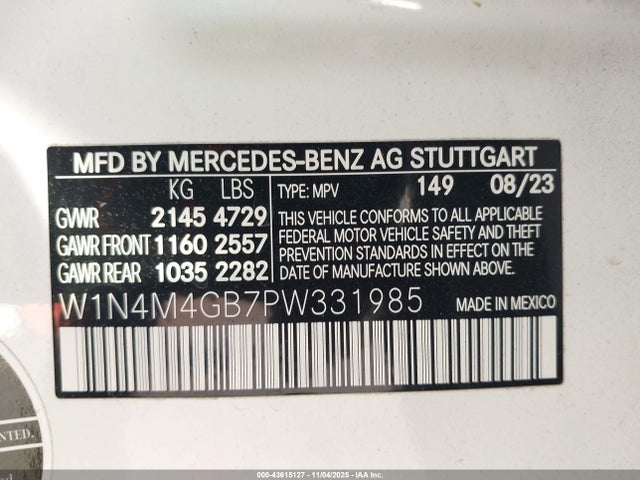 MFD BY MERCEDES-BENZ AG STUTTGART
KG LBS
GVWR 2145 4729
GAWR FRONT 1160 2557
GAWR REAR 1035 2282
TYPE: MPV 149 08/23
THIS VEHICLE CONFORMS TO ALL APPLICABLE
FEDERAL MOTOR VEHICLE SAFETY AND THEFT
PREVENTION STANDARDS IN EFFECT ON THE
DATE OF MANUFACTURE SHOWN ABOVE.
W1N4M4GB7PW331985
MADE IN MEXICO
000-43615127 - 11/04/2025 - IAA Inc.